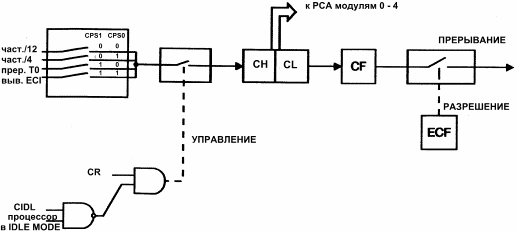 к PCA модулям 0 - 4
CPS1 CPS0
част./12 0 0
част./4 0 1
прер. T0 1 0
выв. ECI 1 1
CH CL
CF
ПРЕРЫВАНИЕ
РАЗРЕШЕНИЕ
ECF
УПРАВЛЕНИЕ
CR
CIDL
процессор
в IDLE MODE